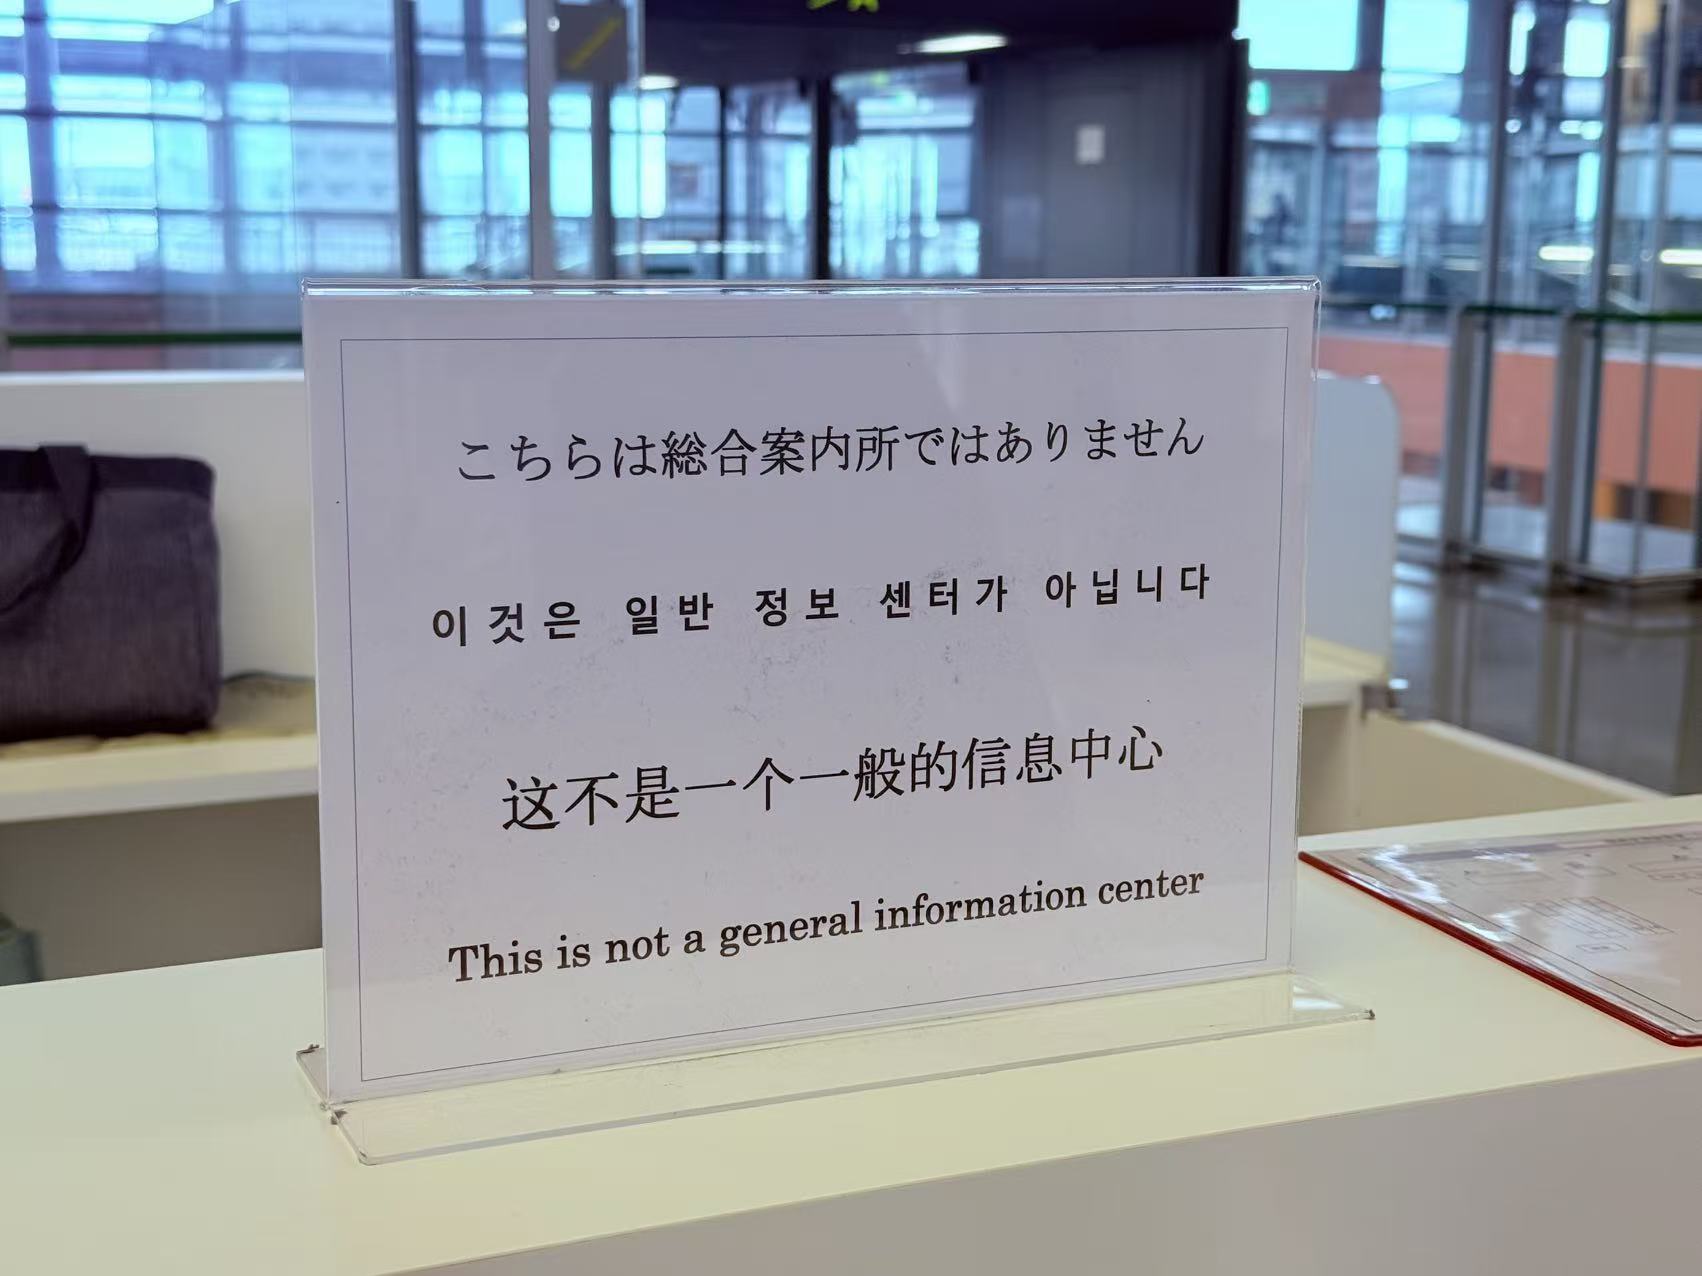 こちらは総合案内所ではありません
이것은 일반 정보 센터가 아닙니다
这不是一个一般的信息中心
This is not a general information center